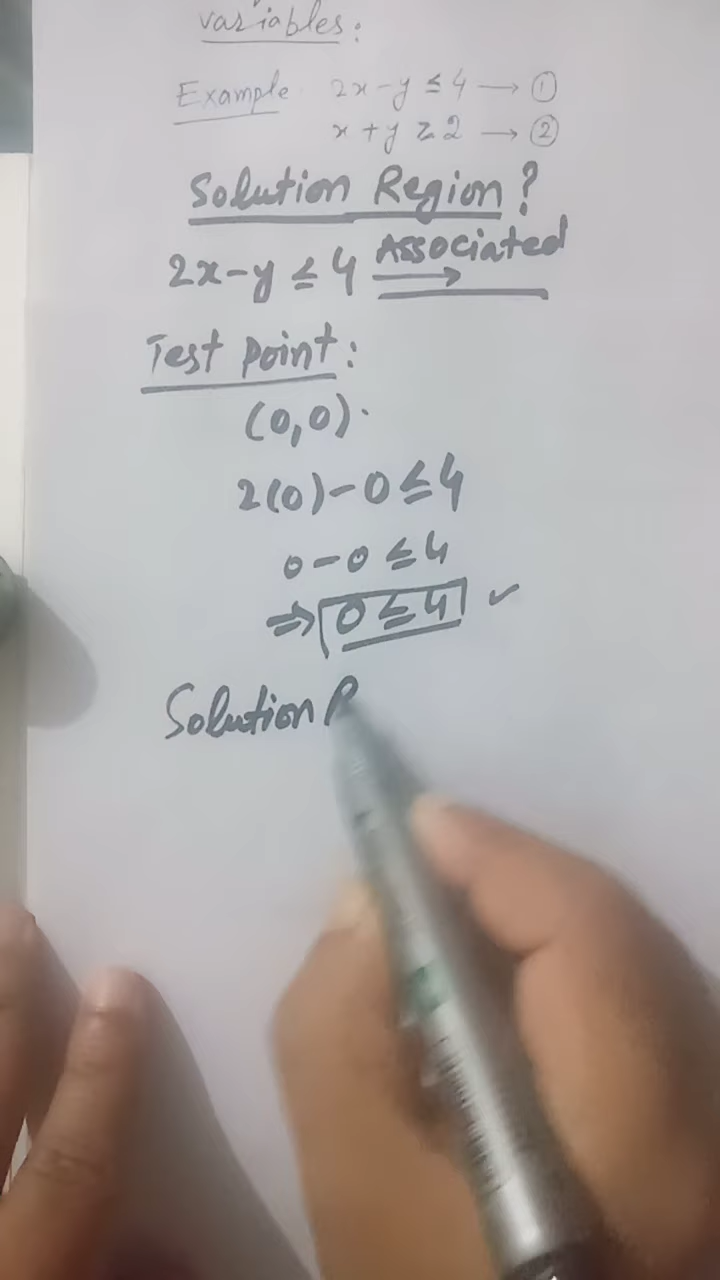 variables:
Example 2x-y ≤ 4 → ①
x + y ≥ 2 → ②
Solution Region?
2x-y ≤ 4 Associated →
Test point:
(0,0).
2(0)-0 ≤ 4
0-0 ≤ 4
⇒ 0 ≤ 4 ✓
Solution R